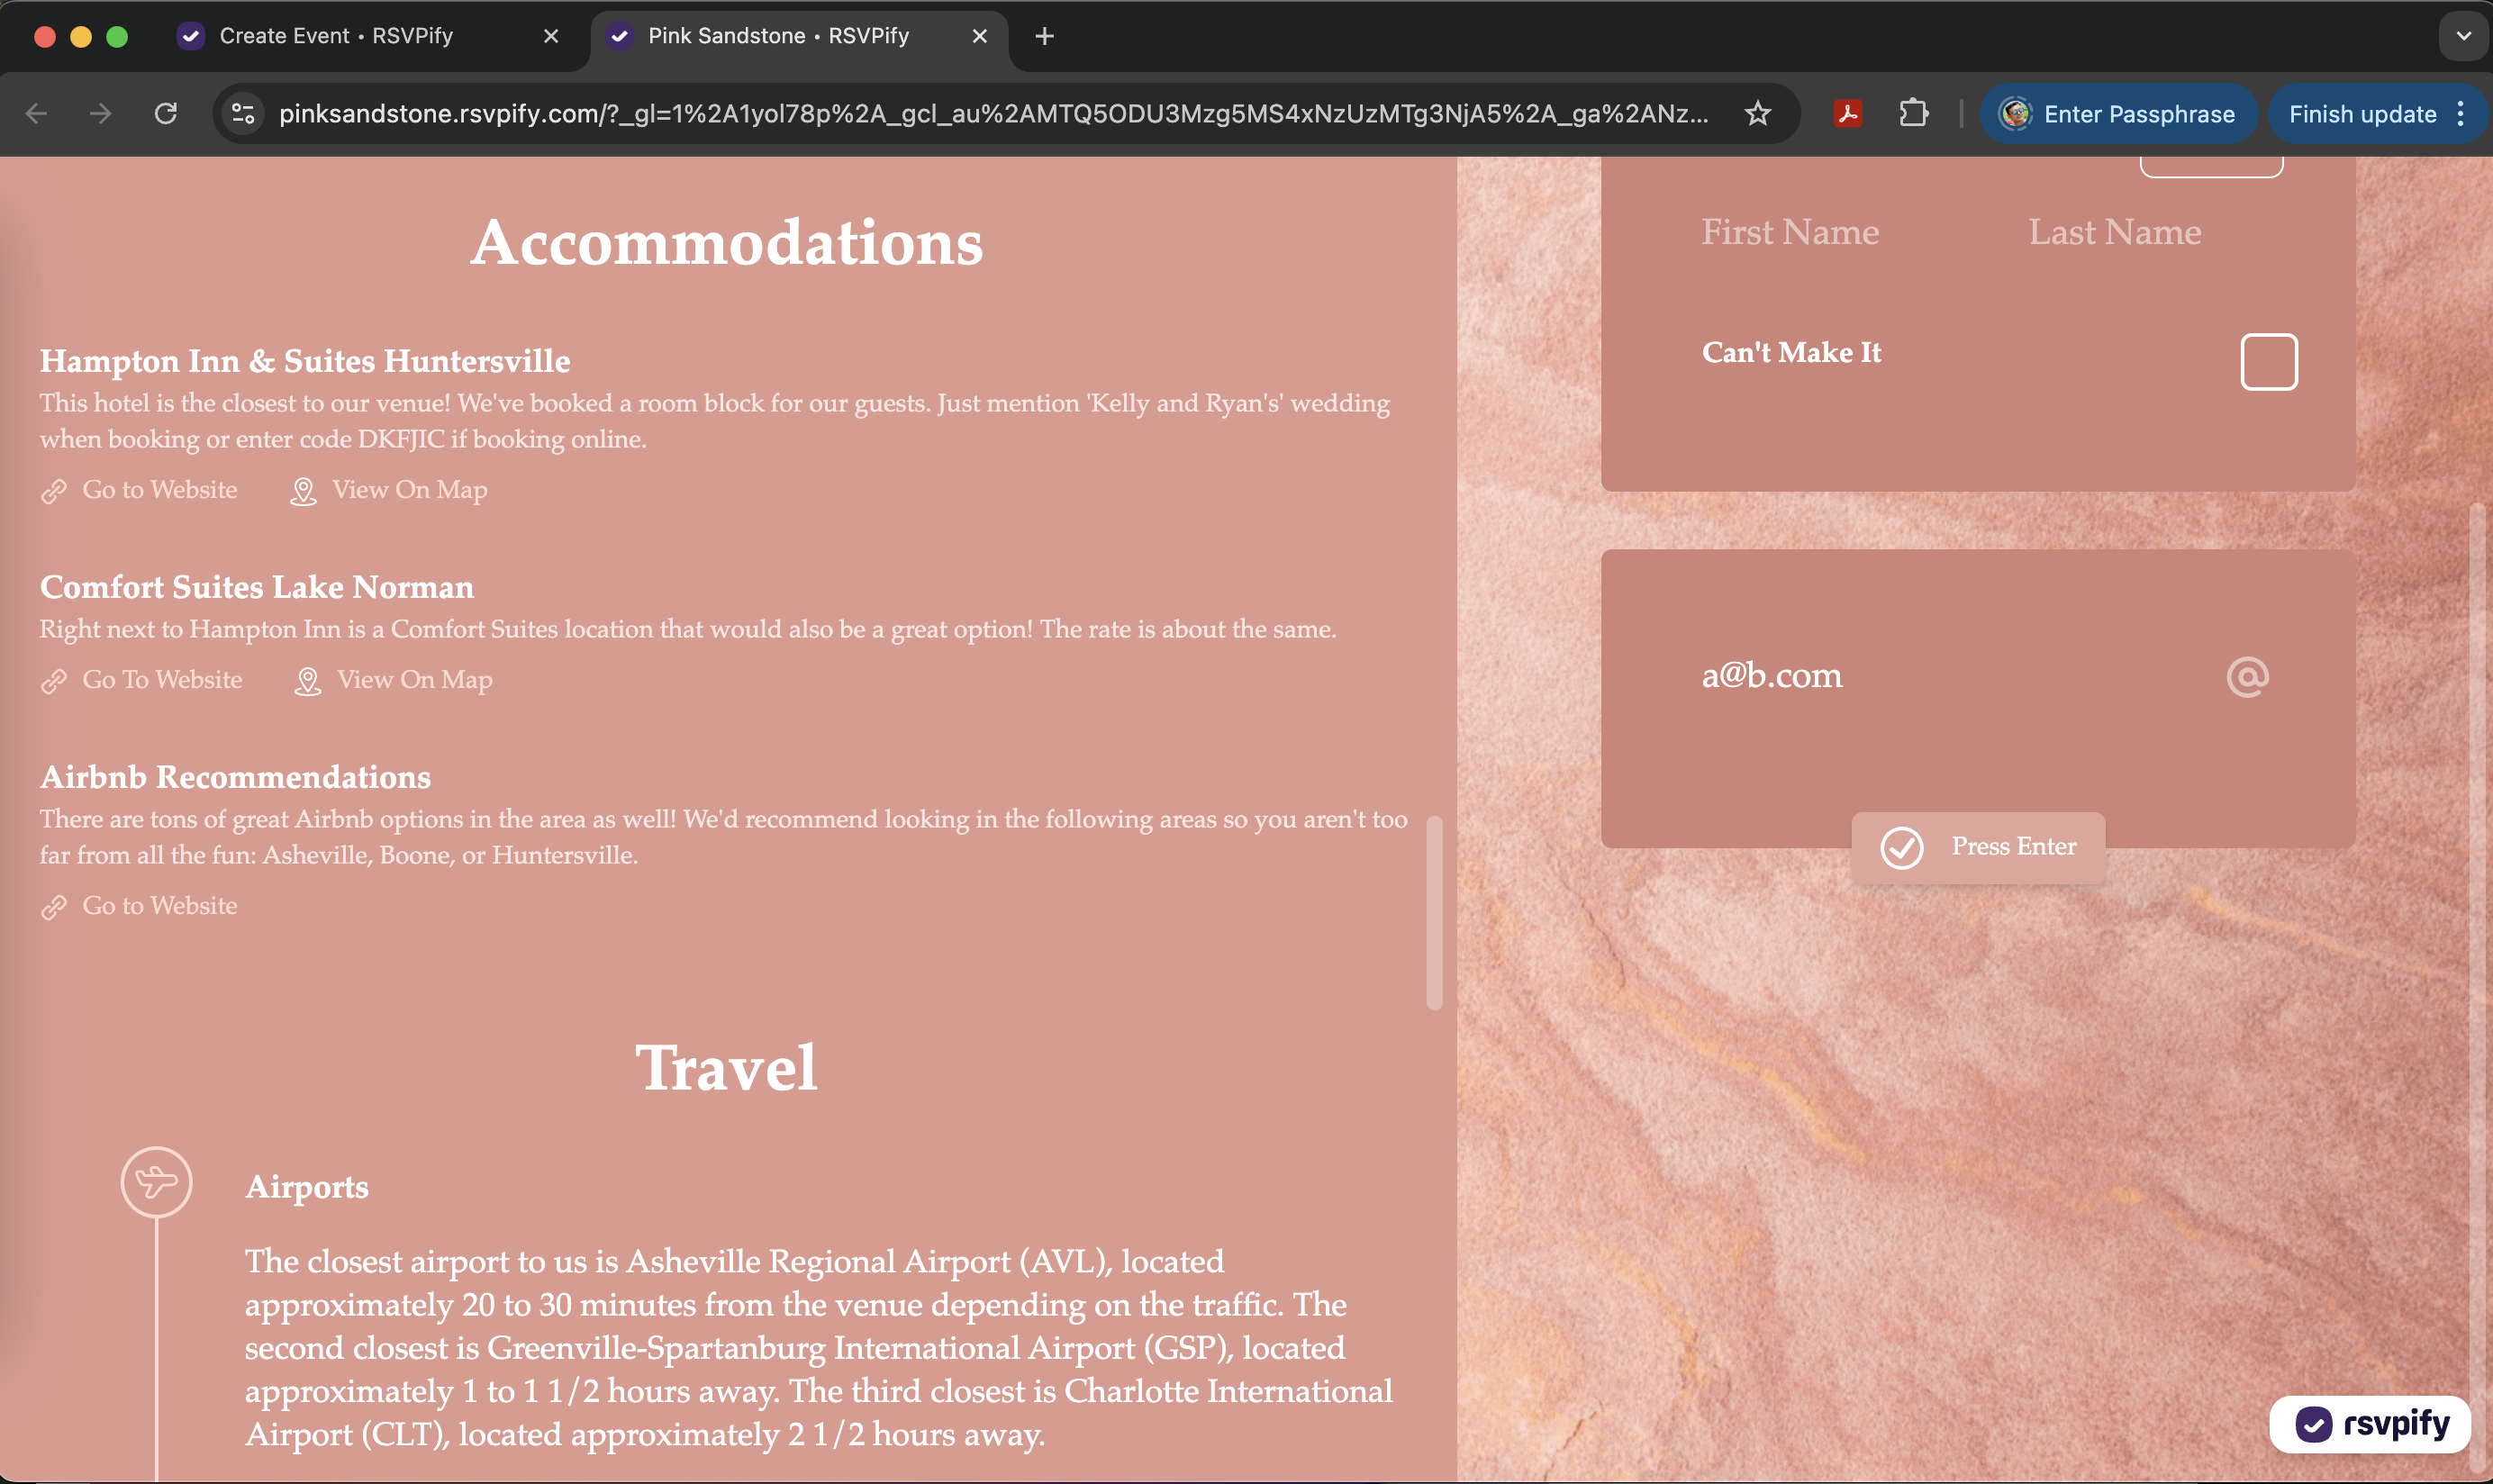 Create Event • RSVPify
Pink Sandstone • RSVPify
pinksandstone.rsvpify.com/?_gl=1%2A1yol78p%2A_gcl_au%2AMTQ5ODU3Mzg5MS4xNzUzMTg3NjA5%2A_ga%2ANz...
Enter Passphrase
Finish update
Accommodations
Hampton Inn & Suites Huntersville
This hotel is the closest to our venue! We've booked a room block for our guests. Just mention 'Kelly and Ryan's' wedding
when booking or enter code DKFJIC if booking online.
Go to Website
View On Map
Comfort Suites Lake Norman
Right next to Hampton Inn is a Comfort Suites location that would also be a great option! The rate is about the same.
Go To Website
View On Map
Airbnb Recommendations
There are tons of great Airbnb options in the area as well! We'd recommend looking in the following areas so you aren't too
far from all the fun: Asheville, Boone, or Huntersville.
Go to Website
Travel
Airports
The closest airport to us is Asheville Regional Airport (AVL), located
approximately 20 to 30 minutes from the venue depending on the traffic. The
second closest is Greenville-Spartanburg International Airport (GSP), located
approximately 1 to 1 1/2 hours away. The third closest is Charlotte International
Airport (CLT), located approximately 2 1/2 hours away.
First Name
Last Name
Can't Make It
a@b.com
@
Press Enter
rsvpify